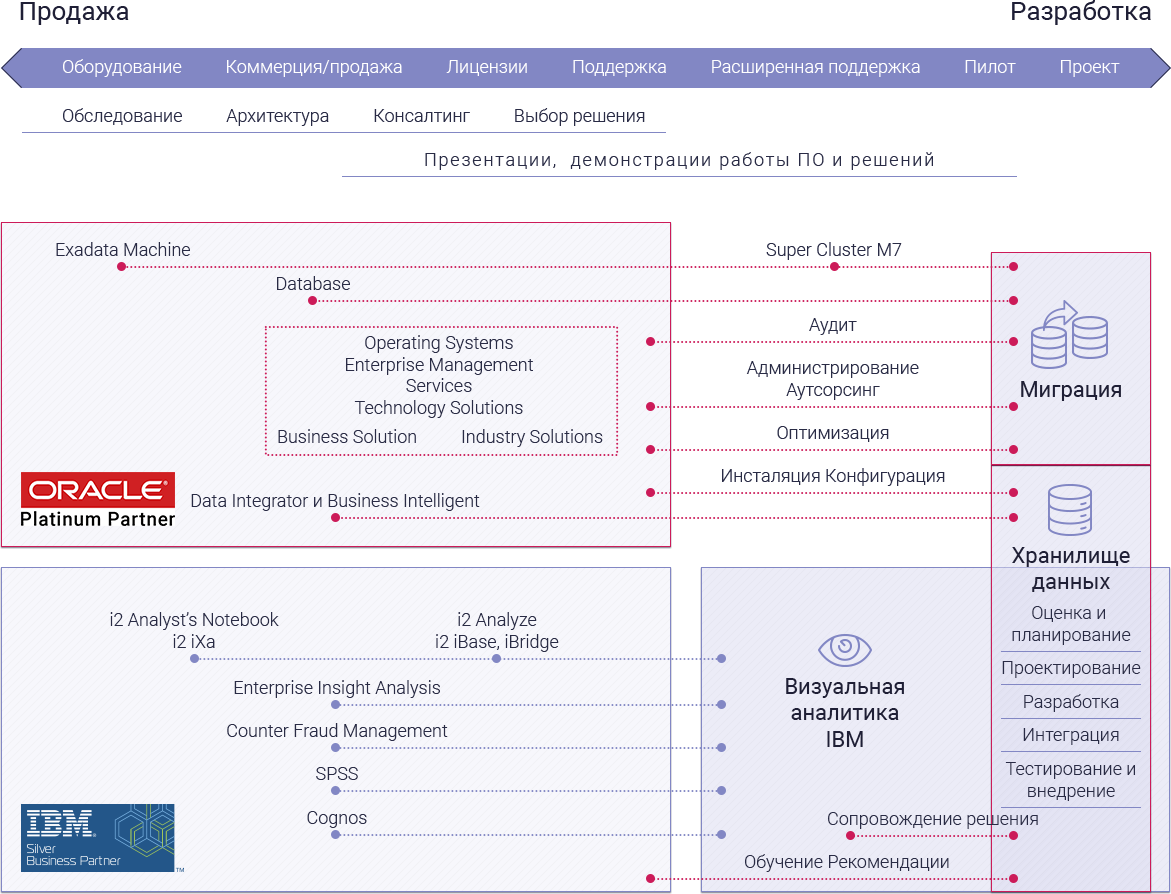 Продажа
Разработка
Оборудование Коммерция/продажа Лицензии Поддержка Расширенная поддержка Пилот Проект
Обследование Архитектура Консалтинг Выбор решения
Презентации, демонстрации работы ПО и решений
Exadata Machine
Super Cluster M7
Database
Аудит
Operating Systems
Enterprise Management
Services
Technology Solutions
Business Solution Industry Solutions
Администрирование
Аутсорсинг
Оптимизация
Инсталяция Конфигурация
Миграция
ORACLE®
Platinum Partner
Data Integrator и Business Intelligent
Хранилище
данных
Оценка и
планирование
Проектирование
Разработка
Интеграция
Тестирование и
внедрение
i2 Analyst’s Notebook
i2 iXa
i2 Analyze
i2 iBase, iBridge
Enterprise Insight Analysis
Counter Fraud Management
SPSS
Cognos
Визуальная
аналитика
IBM
IBM®
Silver
Business Partner
TM
Сопровождение решения
Обучение Рекомендации